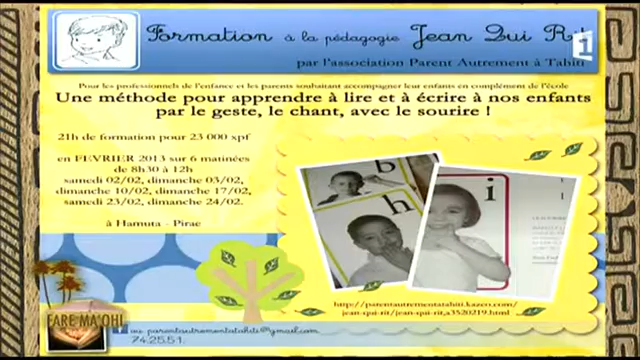 Formation à la pédagogie Jean Qui Rit
1
par l'association Parent Autrement à Tahiti
Pour les professionnels de l'enfance et les parents souhaitant accompagner leur enfants en complément de l'école
Une méthode pour apprendre à lire et à écrire à nos enfants
par le geste, le chant, avec le sourire !
21h de formation pour 23 000 xpf
en FEVRIER 2013 sur 6 matinées
de 8h30 à 12h
samedi 02/02, dimanche 03/02,
dimanche 10/02, dimanche 17/02,
samedi 23/02, dimanche 24/02.
à Hamuta - Pirae
b
h
i
http://parentautrementatahiti.kazeo.com/
jean-qui-rit/jean-qui-rit,a3520219.html
FARE MA'OHI
parentautrementatahiti@gmail.com
74.25.51.